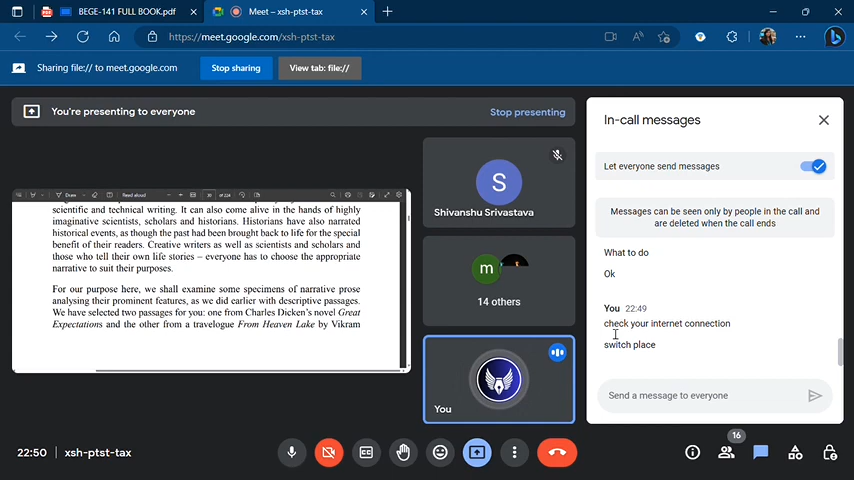 BEGE-141 FULL BOOK.pdf
Meet – xsh-ptst-tax
https://meet.google.com/xsh-ptst-tax
Sharing file:// to meet.google.com
Stop sharing
View tab: file://
You're presenting to everyone
Stop presenting
Draw
Read aloud
30
of 224
scientific and technical writing. It can also come alive in the hands of highly
imaginative scientists, scholars and historians. Historians have also narrated
historical events, as though the past had been brought back to life for the special
benefit of their readers. Creative writers as well as scientists and scholars and
those who tell their own life stories – everyone has to choose the appropriate
narrative to suit their purposes.
For our purpose here, we shall examine some specimens of narrative prose
analysing their prominent features, as we did earlier with descriptive passages.
We have selected two passages for you: one from Charles Dicken's novel Great
Expectations and the other from a travelogue From Heaven Lake by Vikram
S
Shivanshu Srivastava
m
14 others
You
In-call messages
Let everyone send messages
Messages can be seen only by people in the call and
are deleted when the call ends
What to do
Ok
You 22:49
check your internet connection
switch place
Send a message to everyone
22:50 | xsh-ptst-tax
16